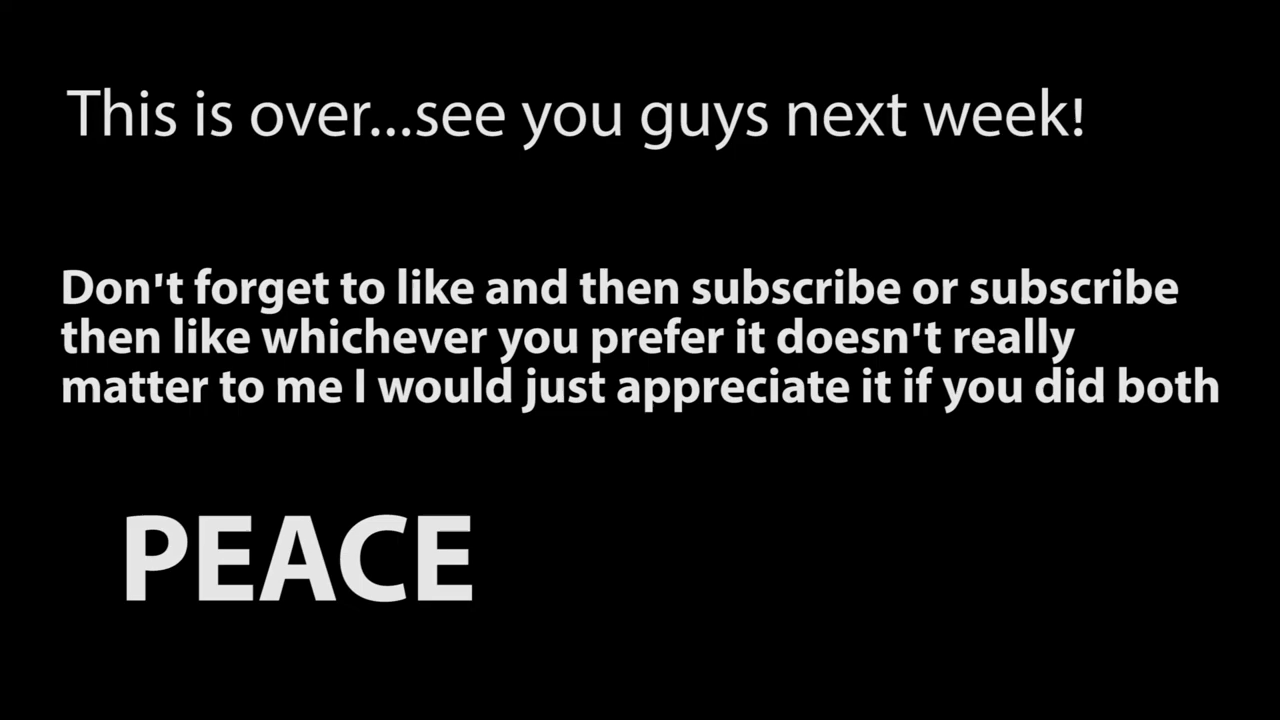 This is over...see you guys next week!
Don't forget to like and then subscribe or subscribe
then like whichever you prefer it doesn't really
matter to me I would just appreciate it if you did both
PEACE